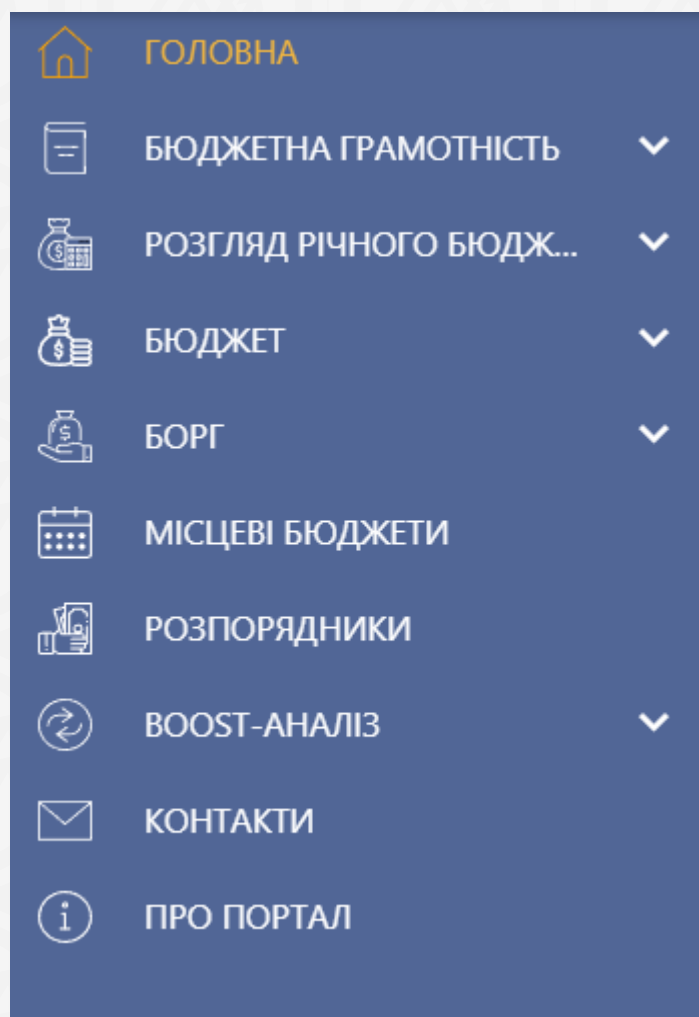 ГОЛОВНА
БЮДЖЕТНА ГРАМОТНІСТЬ
РОЗГЛЯД РІЧНОГО БЮДЖ...
БЮДЖЕТ
БОРГ
МІСЦЕВІ БЮДЖЕТИ
РОЗПОРЯДНИКИ
BOOST-АНАЛІЗ
КОНТАКТИ
ПРО ПОРТАЛ